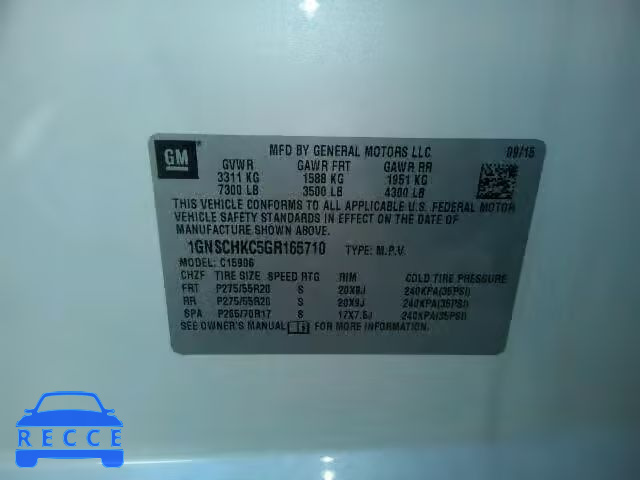 GM
MFD BY GENERAL MOTORS LLC 09/15
GVWR GAWR FRT GAWR RR
3311 KG 1588 KG 1951 KG
7300 LB 3500 LB 4300 LB
THIS VEHICLE CONFORMS TO ALL APPLICABLE U.S. FEDERAL MOTOR
VEHICLE SAFETY STANDARDS IN EFFECT ON THE DATE OF
MANUFACTURE SHOWN ABOVE.
1GNSCHKC5GR165710 TYPE: M.P.V.
MODEL: C15906
CHZF TIRE SIZE SPEED RTG RIM COLD TIRE PRESSURE
FRT P275/55R20 S 20X9J 240KPA(35PSI)
RR P275/55R20 S 20X9J 240KPA(35PSI)
SPA P265/70R17 S 17X7.5J 240KPA(35PSI)
SEE OWNER'S MANUAL FOR MORE INFORMATION.
RECCE